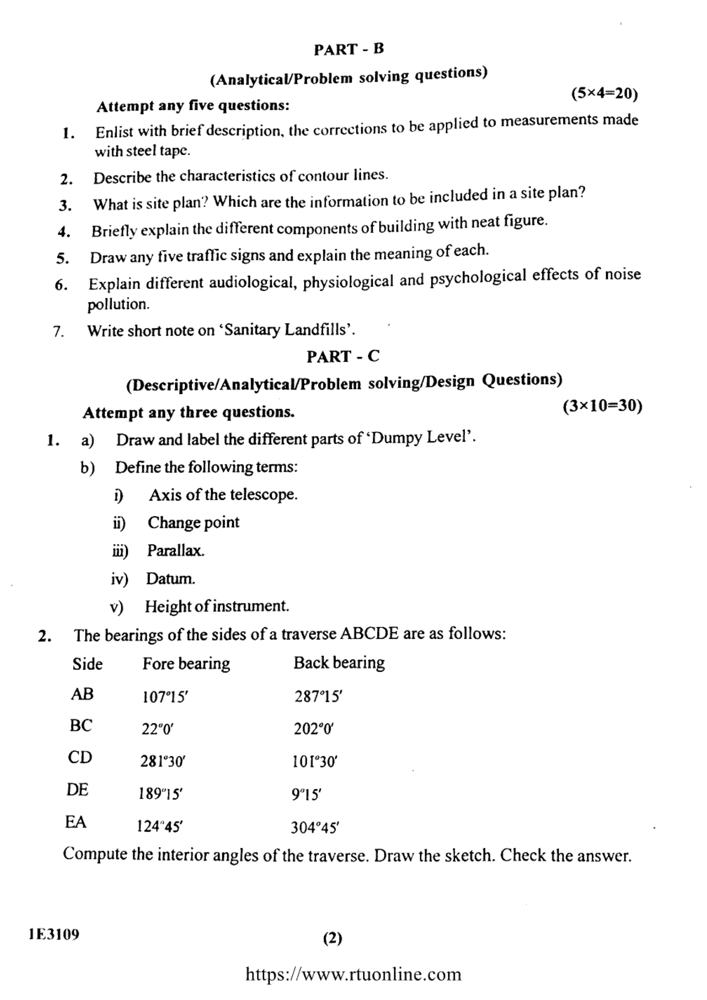 PART - B
(Analytical/Problem solving questions)
(5×4=20)
Attempt any five questions:
1. Enlist with brief description, the corrections to be applied to measurements made
with steel tape.
2. Describe the characteristics of contour lines.
3. What is site plan? Which are the information to be included in a site plan?
4. Briefly explain the different components of building with neat figure.
5. Draw any five traffic signs and explain the meaning of each.
6. Explain different audiological, physiological and psychological effects of noise
pollution.
7. Write short note on ‘Sanitary Landfills’.
PART - C
(Descriptive/Analytical/Problem solving/Design Questions)
(3×10=30)
Attempt any three questions.
1. a) Draw and label the different parts of ‘Dumpy Level’.
b) Define the following terms:
i) Axis of the telescope.
ii) Change point
iii) Parallax.
iv) Datum.
v) Height of instrument.
2. The bearings of the sides of a traverse ABCDE are as follows:
Side Fore bearing Back bearing
AB 107°15′ 287°15′
BC 22°0′ 202°0′
CD 281°30′ 101°30′
DE 189°15′ 9°15′
EA 124°45′ 304°45′
Compute the interior angles of the traverse. Draw the sketch. Check the answer.
1E3109 (2)
https://www.rtuonline.com